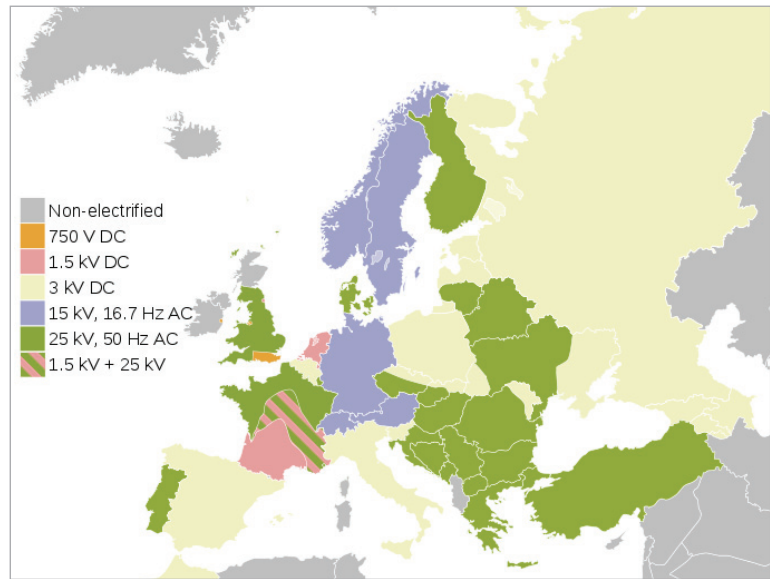 Non-electrified
750 V DC
1.5 kV DC
3 kV DC
15 kV, 16.7 Hz AC
25 kV, 50 Hz AC
1.5 kV + 25 kV